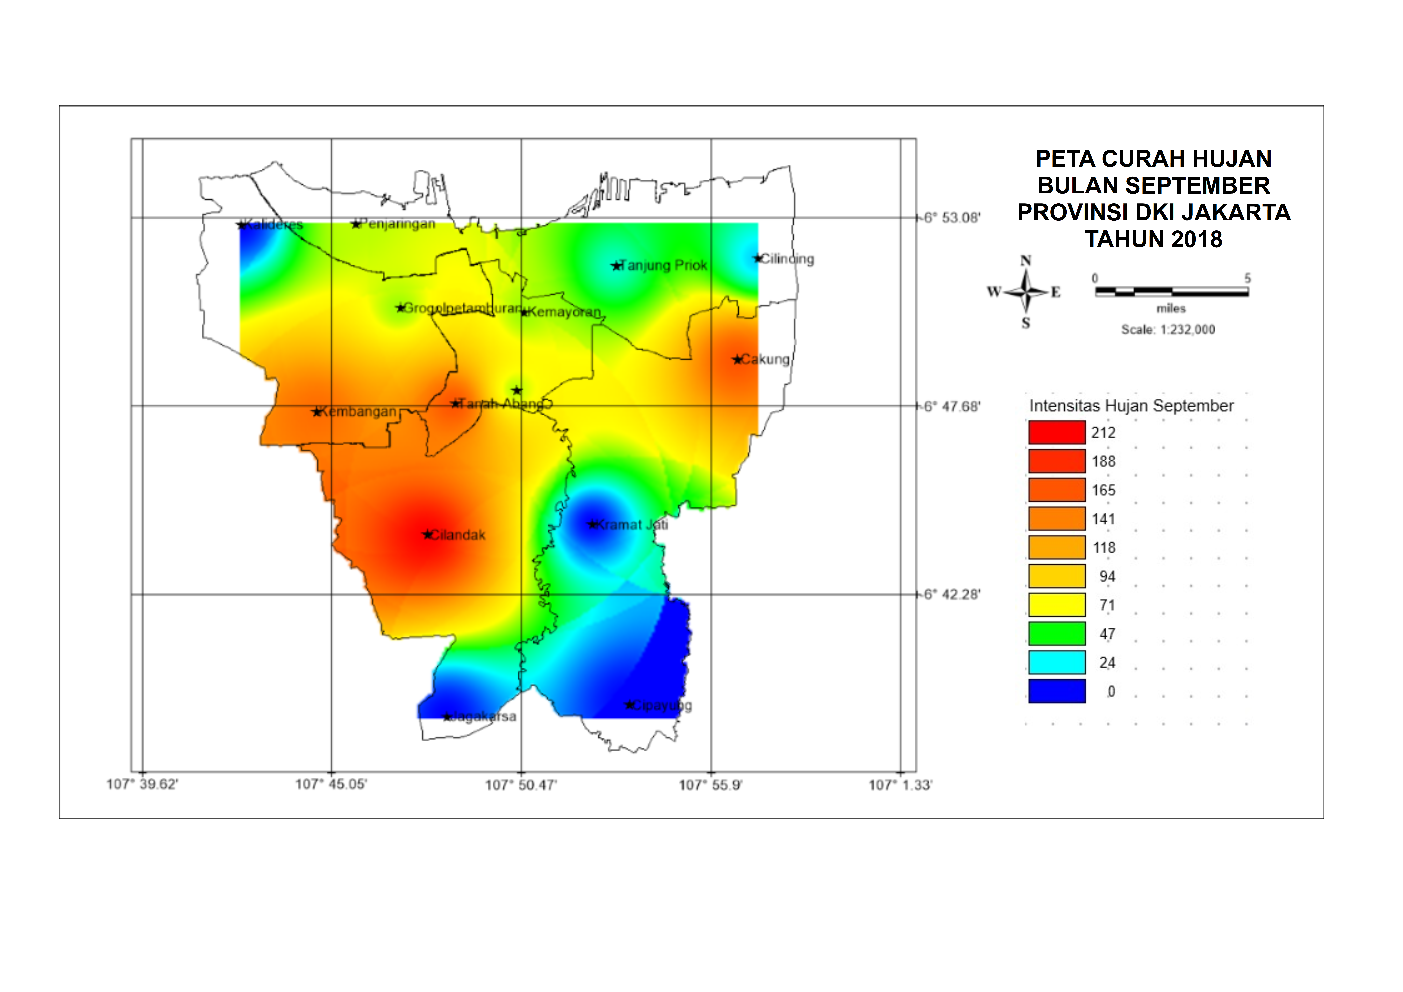 PETA CURAH HUJAN
BULAN SEPTEMBER
PROVINSI DKI JAKARTA
TAHUN 2018
N
W E
S
0 5
miles
Scale: 1:232,000
Intensitas Hujan September
212
188
165
141
118
94
71
47
24
0
Kalideres
Penjaringan
Tanjung Priok
Cilincing
Grogolpetamburan
Kemayoran
Cakung
Kembangan
Tanah Abang
Cilandak
Kramat Jati
Jagakarsa
Cipayung
-6° 53.08'
-6° 47.68'
-6° 42.28'
107° 39.62'
107° 45.05'
107° 50.47'
107° 55.9'
107° 1.33'